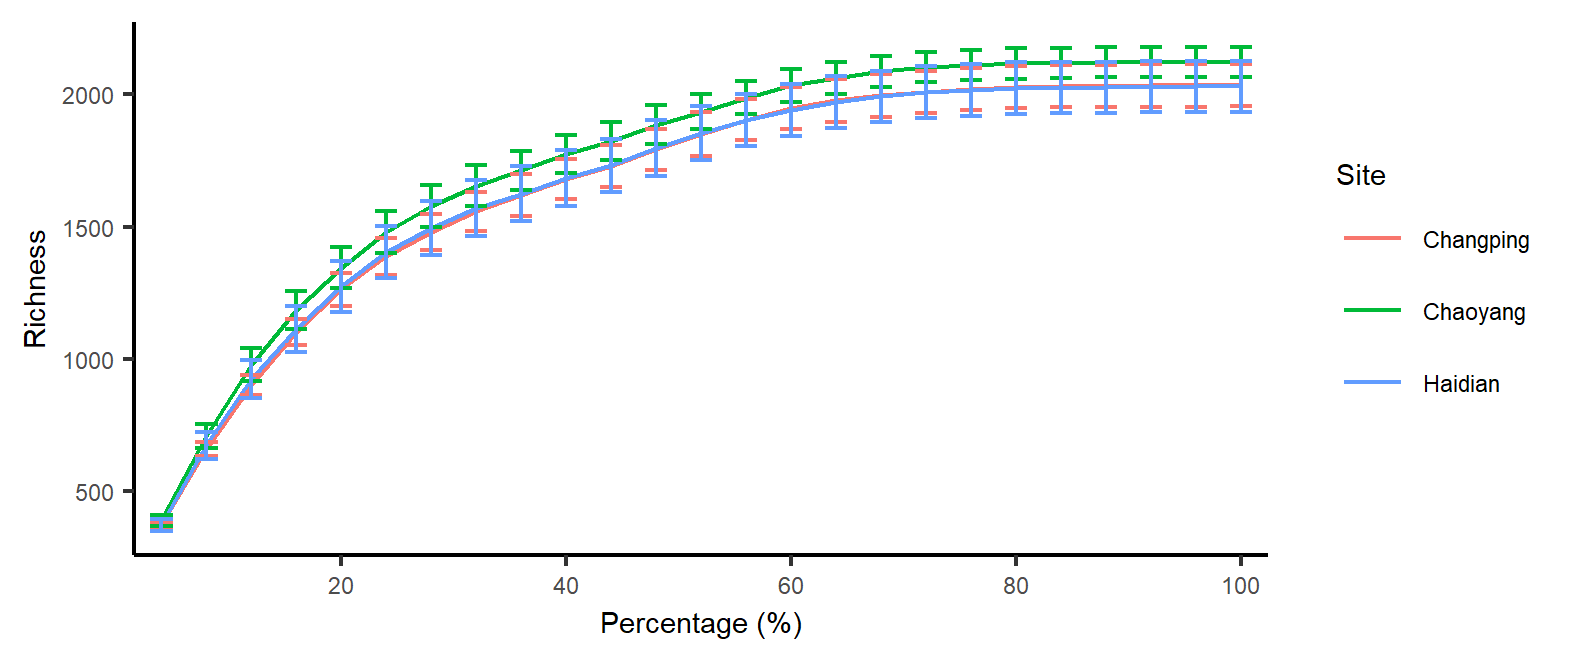 2000
1500
1000
500
Richness
20 40 60 80 100
Percentage (%)
Site
Changping
Chaoyang
Haidian